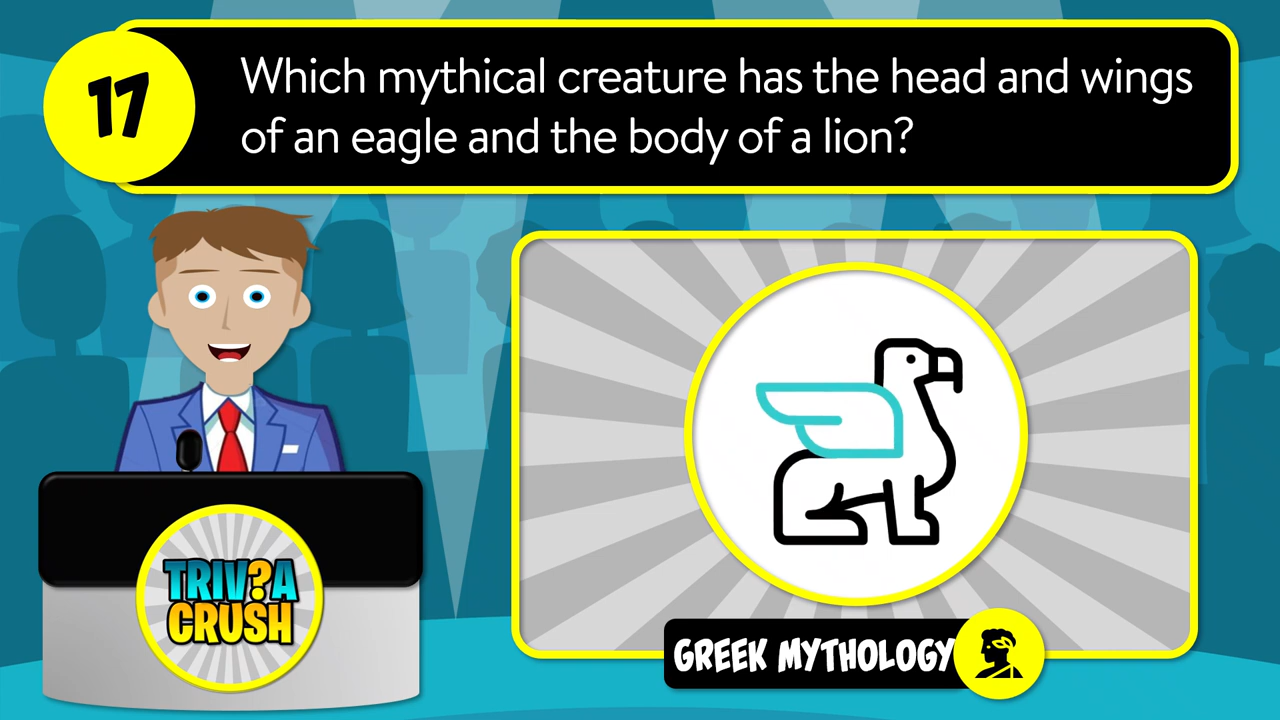 17
Which mythical creature has the head and wings
of an eagle and the body of a lion?
TRIV?A
CRUSH
GREEK MYTHOLOGY